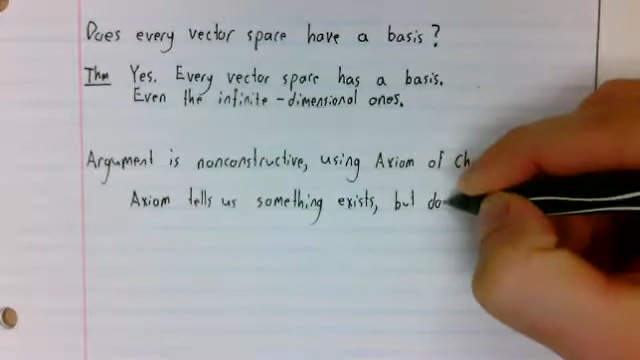 Does every vector space have a basis?
Thm Yes. Every vector space has a basis.
Even the infinite-dimensional ones.
Argument is nonconstructive, using Axiom of Ch
Axiom tells us something exists, but do